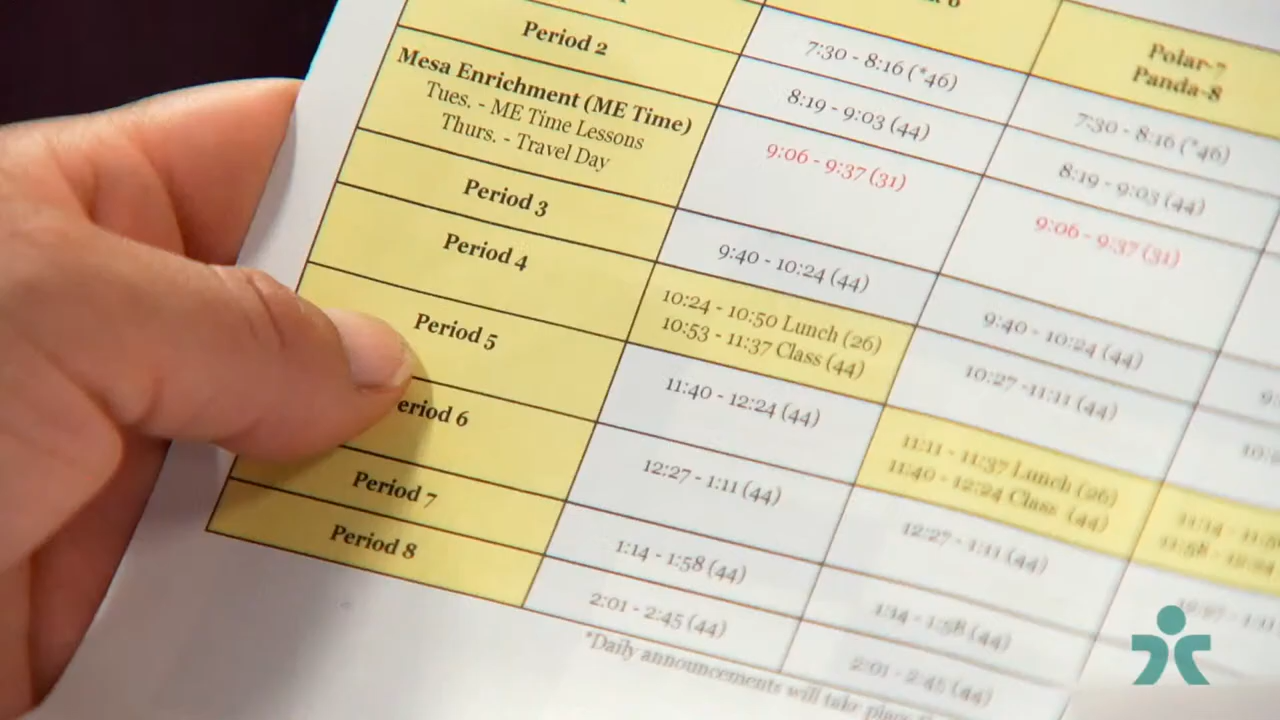 6
Polar-7
Panda-8
Period 2
7:30 - 8:16 (*46)
7:30 - 8:16 (*46)
Mesa Enrichment (ME Time)
Tues. - ME Time Lessons
Thurs. - Travel Day
8:19 - 9:03 (44)
8:19 - 9:03 (44)
9:06 - 9:37 (31)
9:06 - 9:37 (31)
Period 3
9:40 - 10:24 (44)
9:40 - 10:24 (44)
Period 4
10:24 - 10:50 Lunch (26)
10:53 - 11:37 Class (44)
10:27 - 11:11 (44)
Period 5
11:40 - 12:24 (44)
11:11 - 11:37 Lunch (26)
11:40 - 12:24 Class (44)
eriod 6
12:27 - 1:11 (44)
12:27 - 1:11 (44)
Period 7
1:14 - 1:58 (44)
1:14 - 1:58 (44)
Period 8
2:01 - 2:45 (44)
2:01 - 2:45 (44)
*Daily announcements will take place